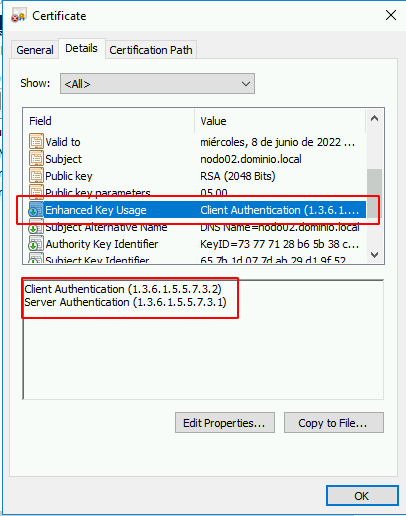 Certificate
General Details Certification Path
Show: <All>
Field Value
Valid to miércoles, 8 de junio de 2022 ...
Subject nodo02.dominio.local
Public key RSA (2048 Bits)
Public key parameters 05 00
Enhanced Key Usage Client Authentication (1.3.6.1....
Subject Alternative Name DNS Name=nodo02.dominio.local
Authority Key Identifier KeyID=73 77 71 28 b6 5b 38 c...
65 7b 1d 07 7d ab 29 d1 9f 52
Client Authentication (1.3.6.1.5.5.7.3.2)
Server Authentication (1.3.6.1.5.5.7.3.1)
Edit Properties... Copy to File...
OK